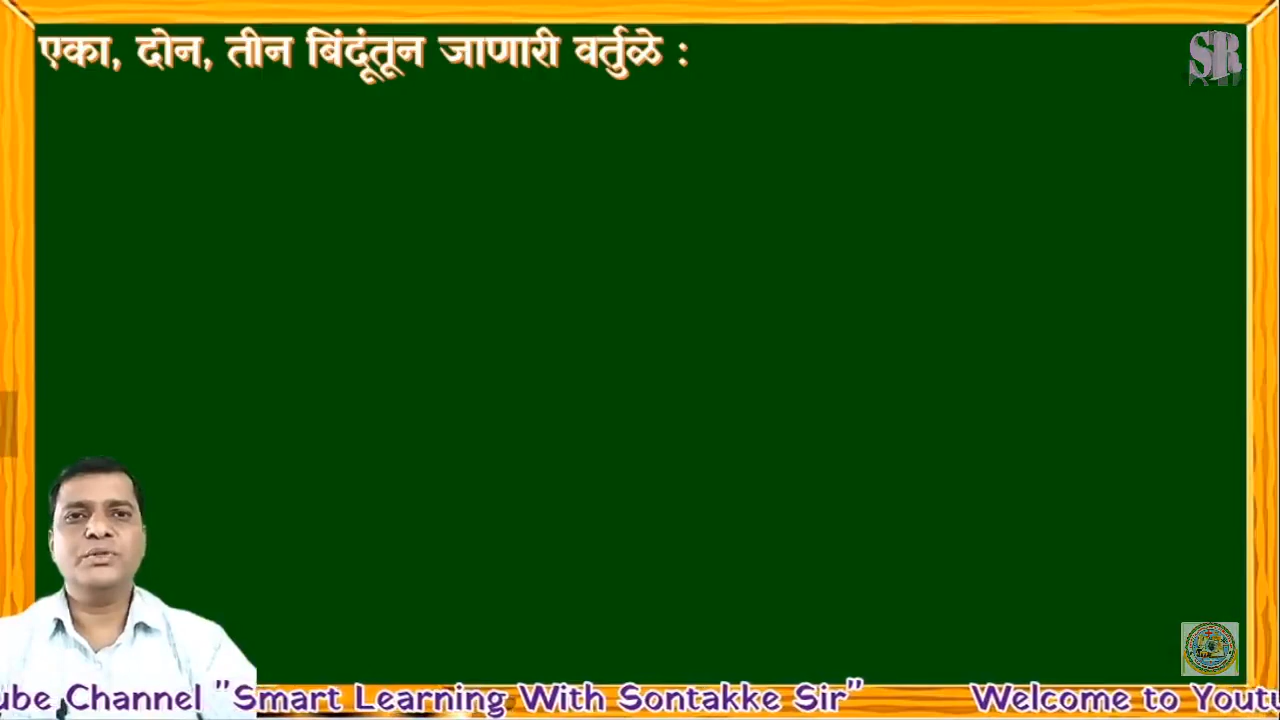 एका, दोन, तीन बिंदूंतून जाणारी वर्तुळे :
SR
ube Channel "Smart Learning With Sontakke Sir" Welcome to Youtu